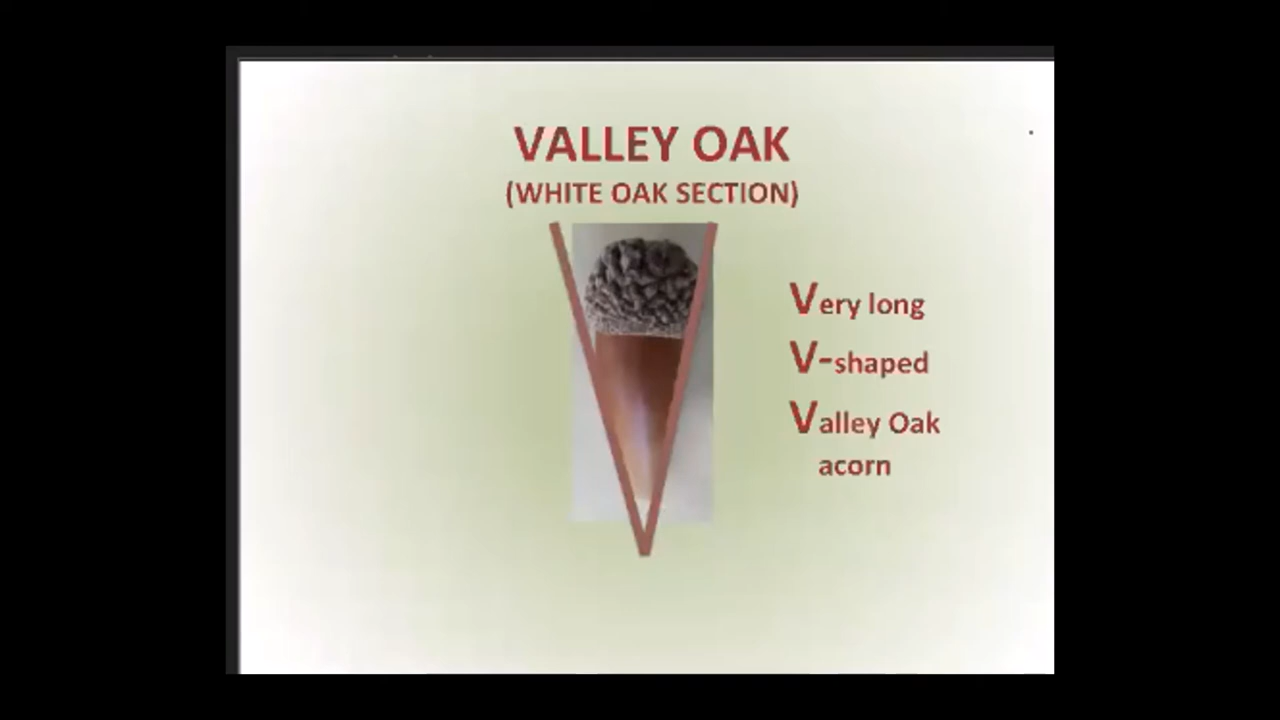 VALLEY OAK
(WHITE OAK SECTION)
Very long
V-shaped
Valley Oak
acorn